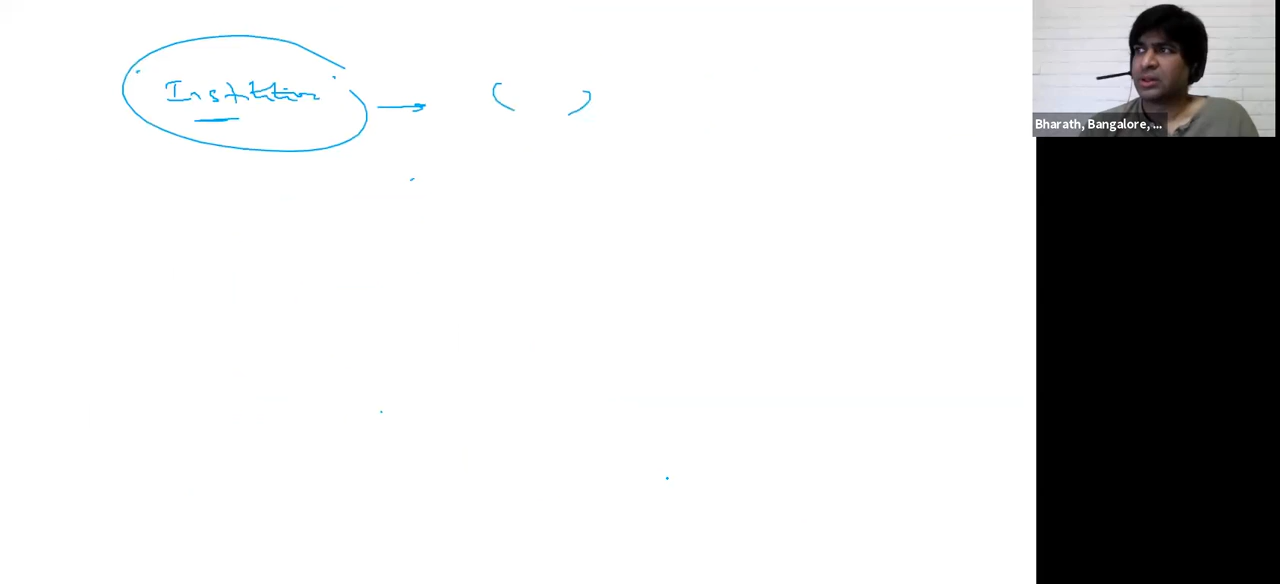 Institution → ( )
Bharath, Bangalore, ...